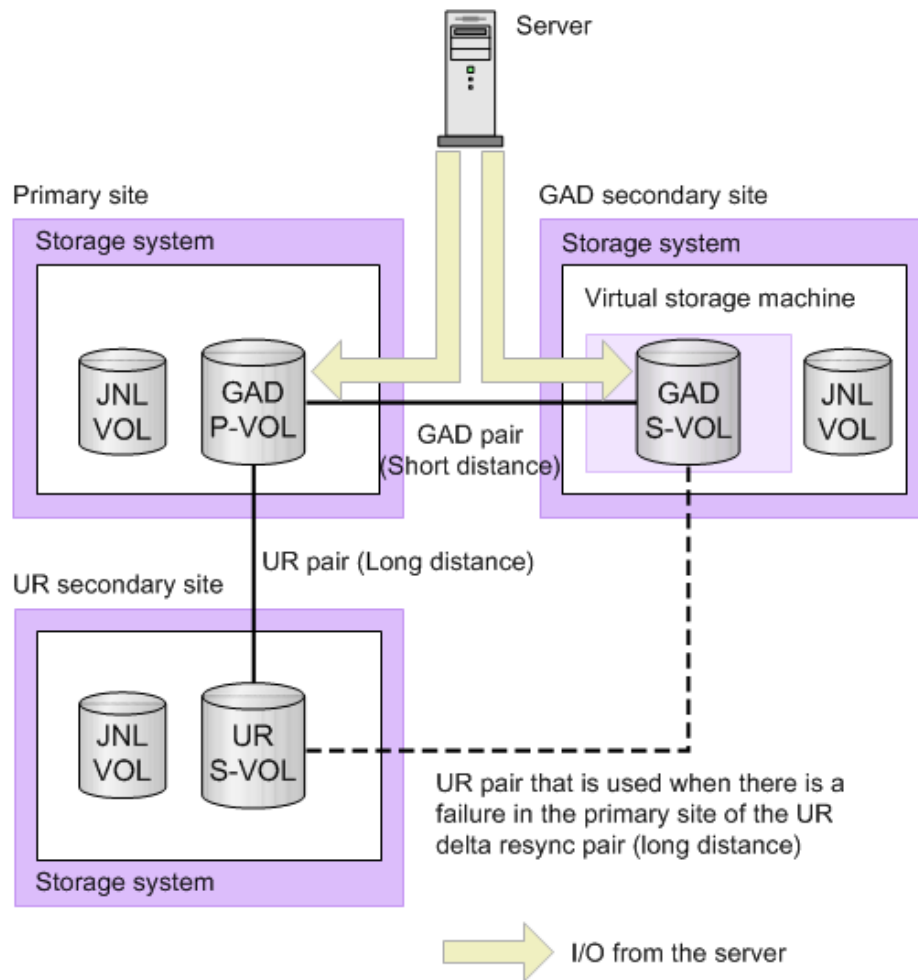 Server
Primary site
GAD secondary site
Storage system
Storage system
Virtual storage machine
JNL
VOL
GAD
P-VOL
GAD
S-VOL
JNL
VOL
GAD pair
(Short distance)
UR pair (Long distance)
UR secondary site
JNL
VOL
UR
S-VOL
Storage system
UR pair that is used when there is a
failure in the primary site of the UR
delta resync pair (long distance)
I/O from the server